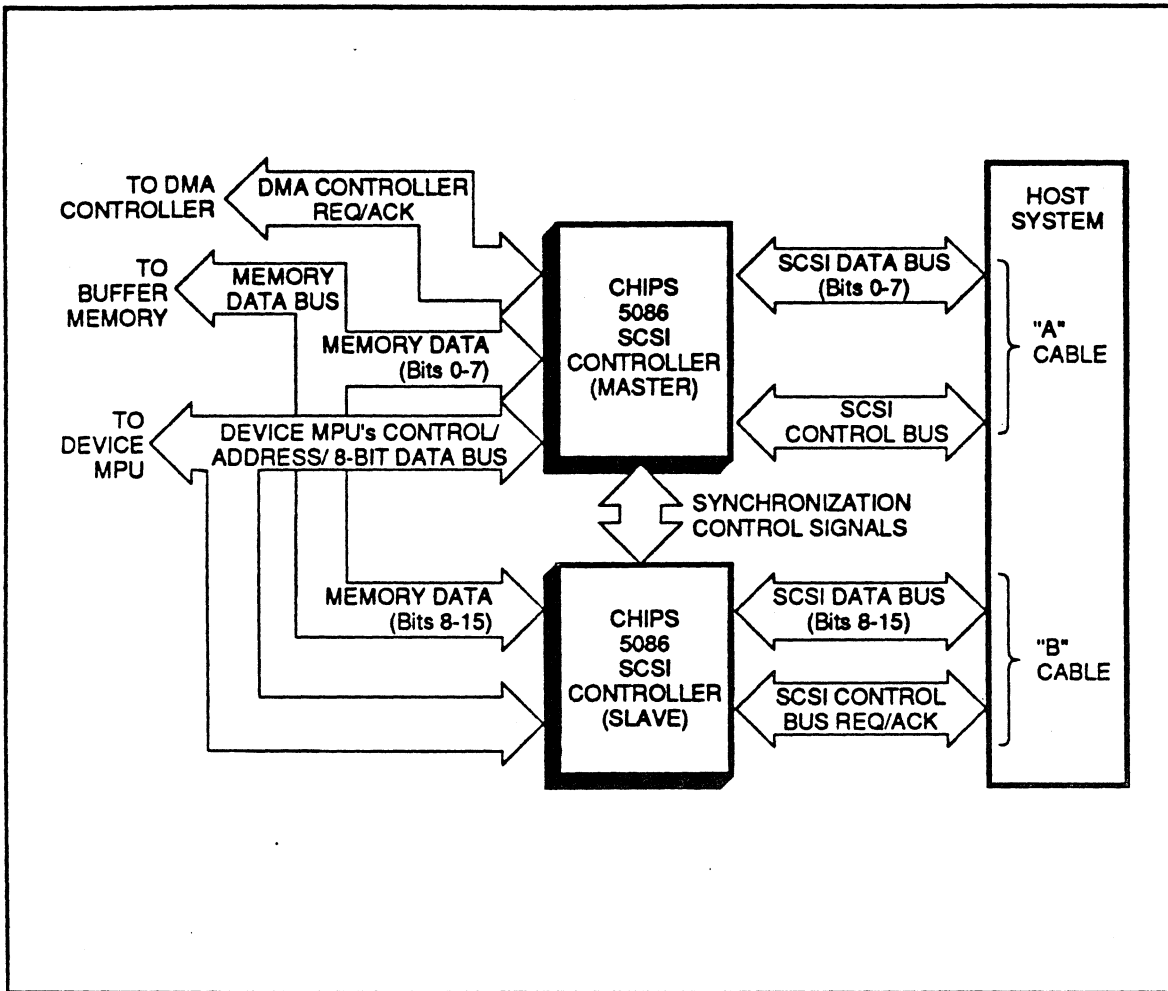 TO DMA
CONTROLLER
DMA CONTROLLER
REQ/ACK
TO
BUFFER
MEMORY
MEMORY
DATA BUS
MEMORY DATA
(Bits 0-7)
TO
DEVICE
MPU
DEVICE MPU's CONTROL/
ADDRESS/ 8-BIT DATA BUS
MEMORY DATA
(Bits 8-15)
CHIPS
5086
SCSI
CONTROLLER
(MASTER)
SYNCHRONIZATION
CONTROL SIGNALS
CHIPS
5086
SCSI
CONTROLLER
(SLAVE)
SCSI DATA BUS
(Bits 0-7)
SCSI
CONTROL BUS
SCSI DATA BUS
(Bits 8-15)
SCSI CONTROL
BUS REQ/ACK
HOST
SYSTEM
"A"
CABLE
"B"
CABLE